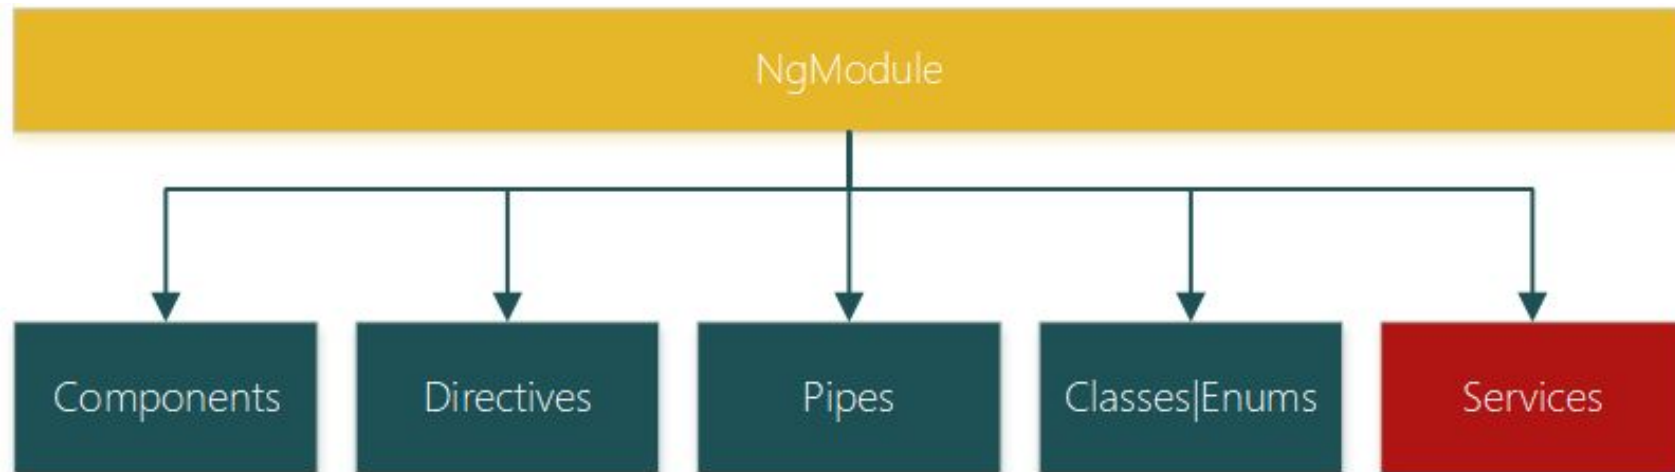 NgModule
Components
Directives
Pipes
Classes|Enums
Services